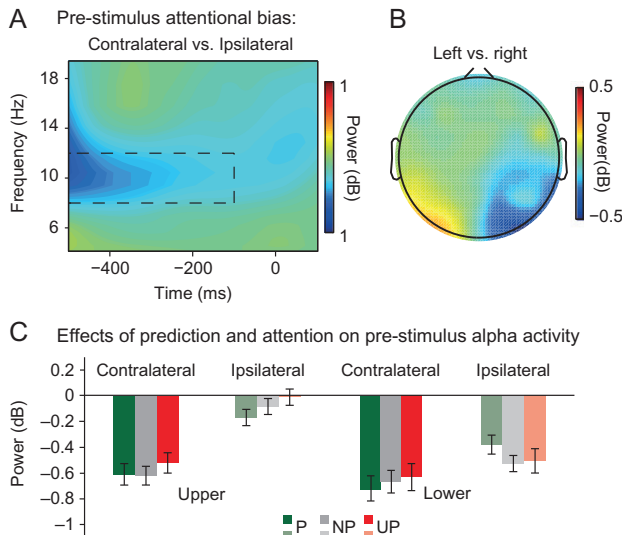 A Pre-stimulus attentional bias:
Contralateral vs. Ipsilateral
Frequency (Hz)
18
14
10
6
−400
−200
0
Time (ms)
1
Power (dB)
1
B
Left vs. right
0.5
Power(dB)
−0.5
C Effects of prediction and attention on pre-stimulus alpha activity
Contralateral Ipsilateral Contralateral Ipsilateral
Power (dB)
0.2
0
−0.2
−0.4
−0.6
−0.8
−1
Upper Lower
P NP UP